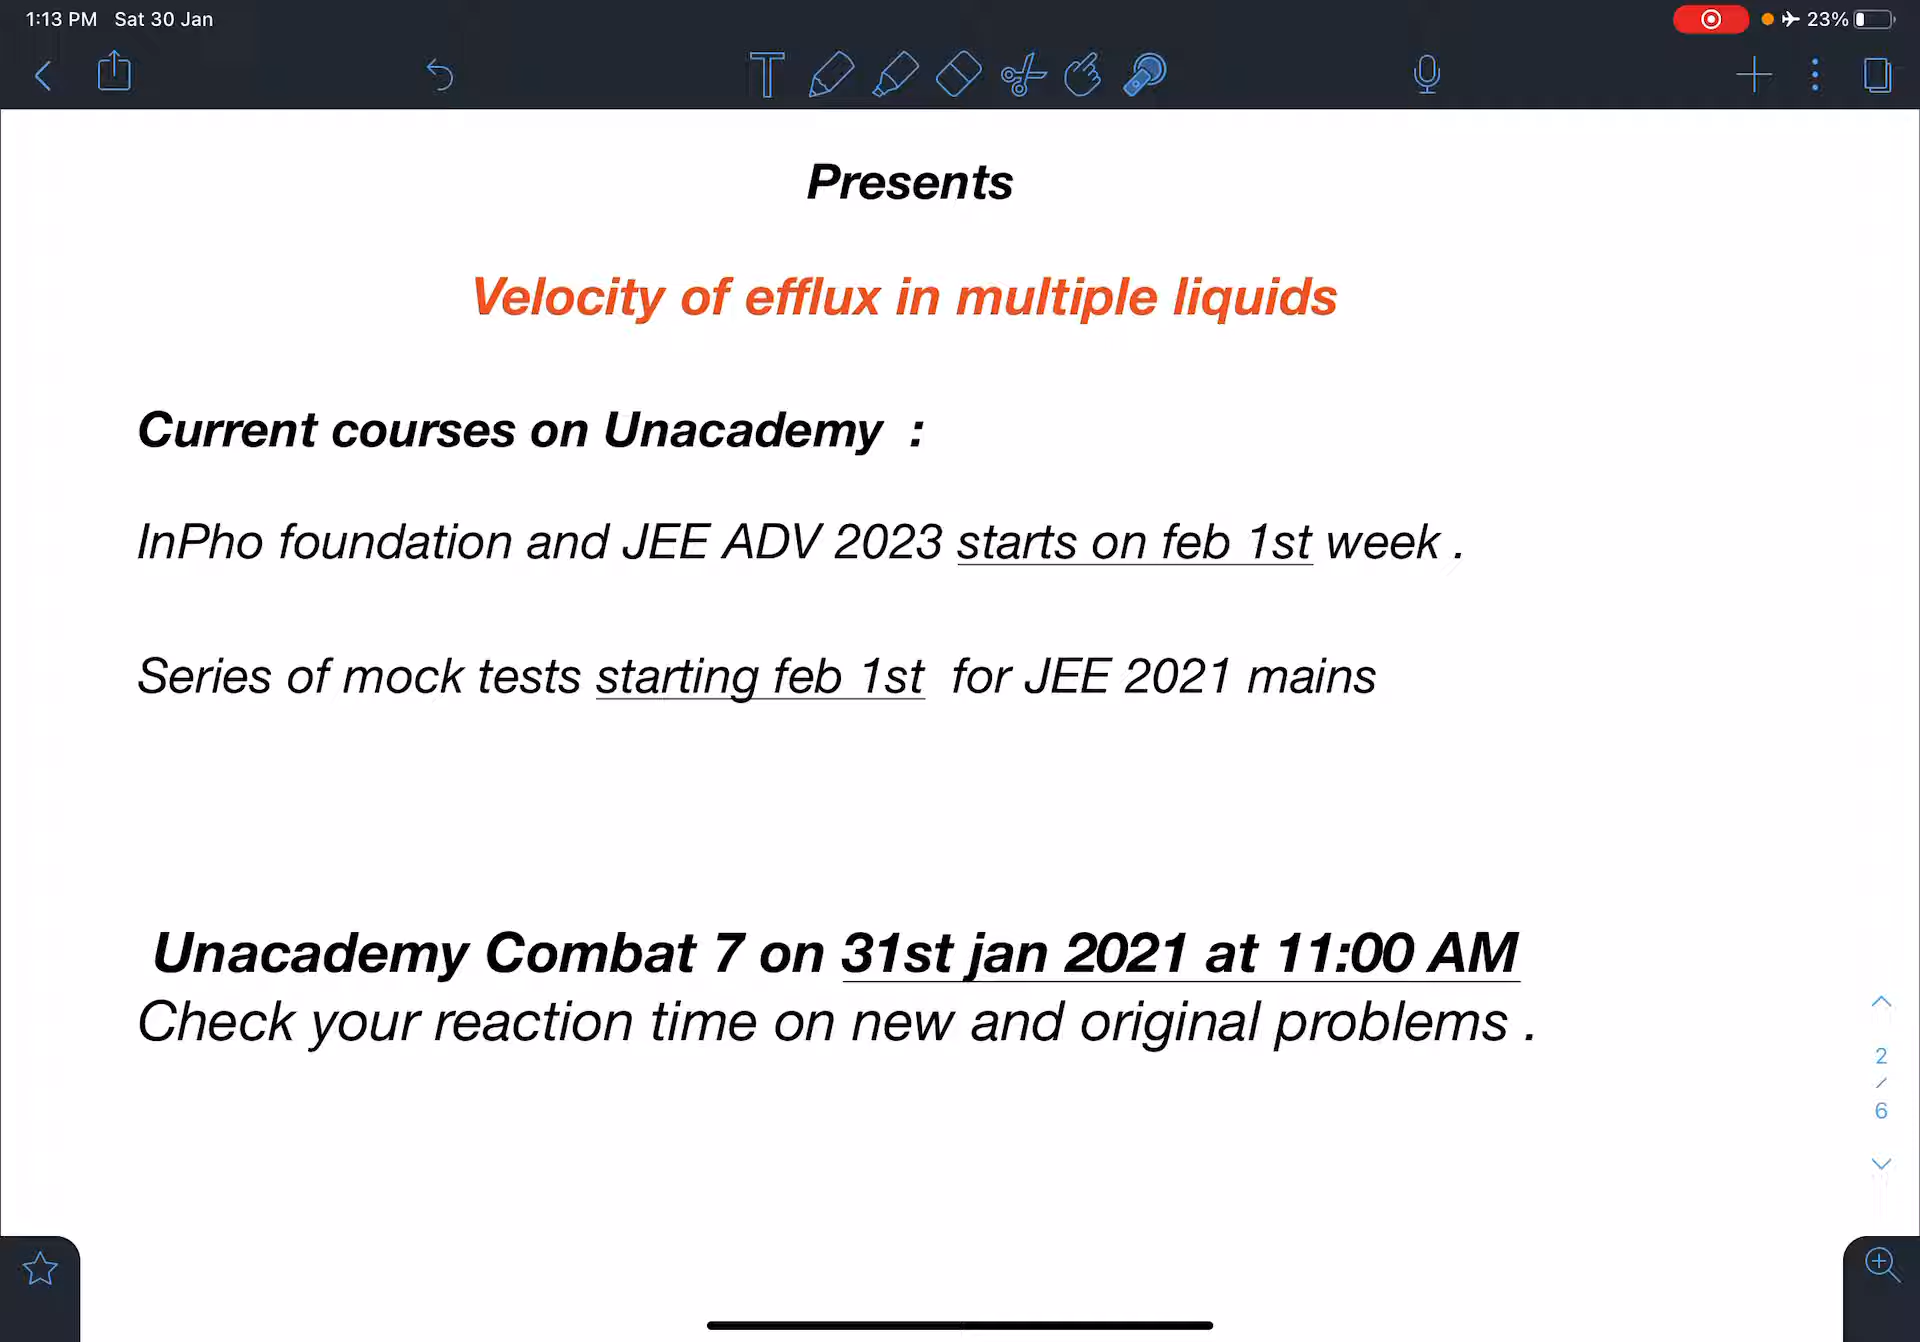 1:13 PM Sat 30 Jan
23%
Presents
Velocity of efflux in multiple liquids
Current courses on Unacademy :
InPho foundation and JEE ADV 2023 starts on feb 1st week .
Series of mock tests starting feb 1st for JEE 2021 mains
Unacademy Combat 7 on 31st jan 2021 at 11:00 AM
Check your reaction time on new and original problems .
2
/
6